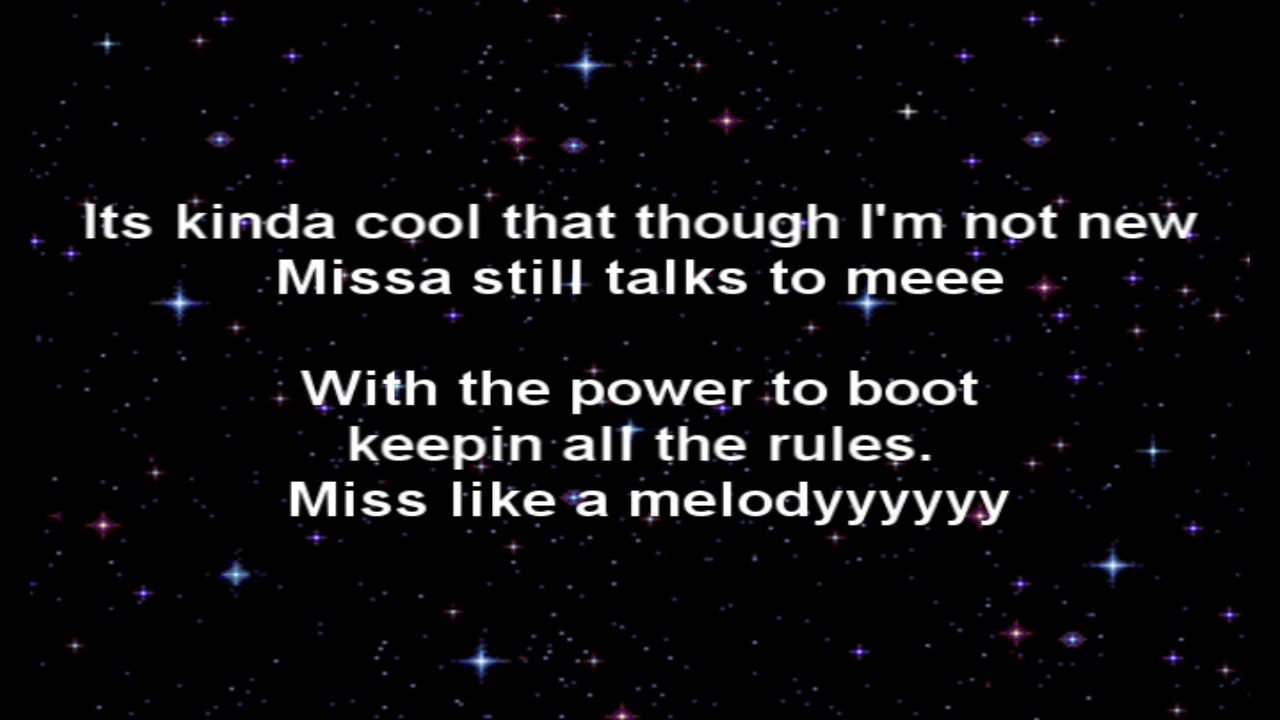 Its kinda cool that though I'm not new
Missa still talks to meee
With the power to boot
keepin all the rules.
Miss like a melodyyyyyy